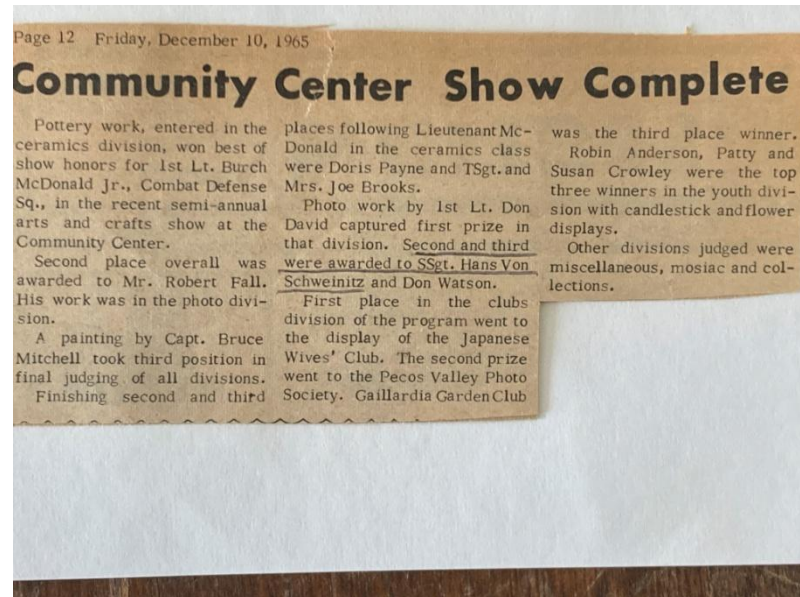 Page 12 Friday, December 10, 1965
Community Center Show Complete
Pottery work, entered in the
ceramics division, won best of
show honors for 1st Lt. Burch
McDonald Jr., Combat Defense
Sq., in the recent semi-annual
arts and crafts show at the
Community Center.
Second place overall was
awarded to Mr. Robert Fall.
His work was in the photo divi-
sion.
A painting by Capt. Bruce
Mitchell took third position in
final judging of all divisions.
Finishing second and third
places following Lieutenant Mc-
Donald in the ceramics class
were Doris Payne and TSgt. and
Mrs. Joe Brooks.
Photo work by 1st Lt. Don
David captured first prize in
that division. Second and third
were awarded to SSgt. Hans Von
Schweinitz and Don Watson.
First place in the clubs
division of the program went to
the display of the Japanese
Wives' Club. The second prize
went to the Pecos Valley Photo
Society. Gaillardia Garden Club
was the third place winner.
Robin Anderson, Patty and
Susan Crowley were the top
three winners in the youth divi-
sion with candlestick and flower
displays.
Other divisions judged were
miscellaneous, mosiac and col-
lections.